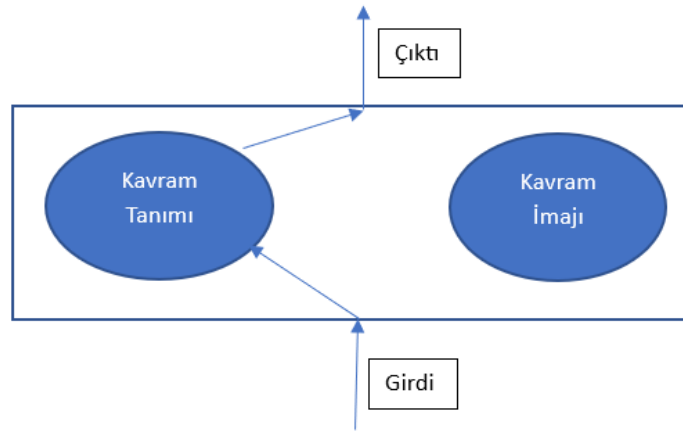 Çıktı
Kavram
Tanımı
Kavram
İmajı
Girdi